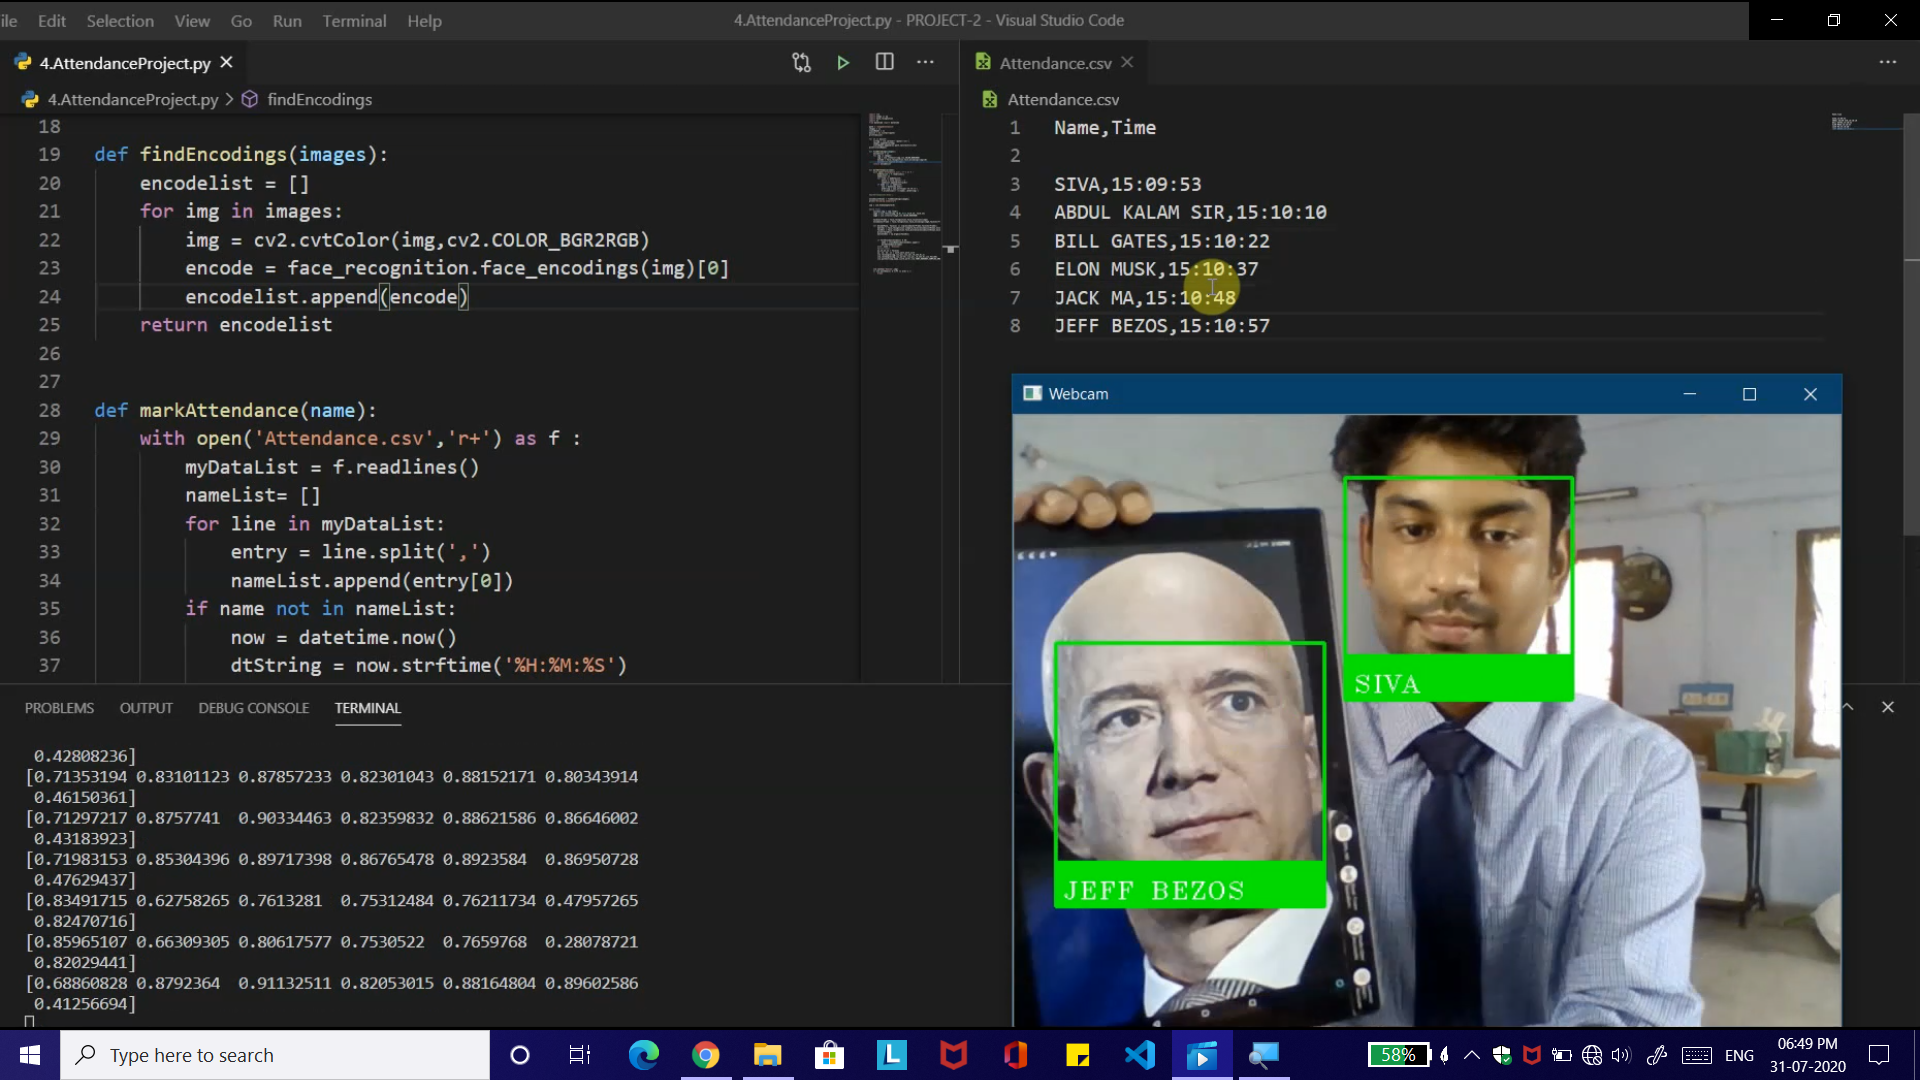 ile Edit Selection View Go Run Terminal Help
4.AttendanceProject.py - PROJECT-2 - Visual Studio Code
4.AttendanceProject.py
4.AttendanceProject.py > findEncodings
18
19 def findEncodings(images):
20 encodelist = []
21 for img in images:
22 img = cv2.cvtColor(img,cv2.COLOR_BGR2RGB)
23 encode = face_recognition.face_encodings(img)[0]
24 encodelist.append(encode)
25 return encodelist
26
27
28 def markAttendance(name):
29 with open('Attendance.csv','r+') as f :
30 myDataList = f.readlines()
31 nameList= []
32 for line in myDataList:
33 entry = line.split(',')
34 nameList.append(entry[0])
35 if name not in nameList:
36 now = datetime.now()
37 dtString = now.strftime('%H:%M:%S')
Attendance.csv
Attendance.csv
1 Name,Time
2
3 SIVA,15:09:53
4 ABDUL KALAM SIR,15:10:10
5 BILL GATES,15:10:22
6 ELON MUSK,15:10:37
7 JACK MA,15:10:48
8 JEFF BEZOS,15:10:57
Webcam
SIVA
JEFF BEZOS
PROBLEMS OUTPUT DEBUG CONSOLE TERMINAL
0.42808236]
[0.71353194 0.83101123 0.87857233 0.82301043 0.88152171 0.80343914
0.46150361]
[0.71297217 0.8757741 0.90334463 0.82359832 0.88621586 0.86646002
0.43183923]
[0.71983153 0.85304396 0.89717398 0.86765478 0.8923584 0.86950728
0.47629437]
[0.83491715 0.62758265 0.7613281 0.75312484 0.76211734 0.47957265
0.82470716]
[0.85965107 0.66309305 0.80617577 0.7530522 0.7659768 0.28078721
0.82029441]
[0.68860828 0.8792364 0.91132511 0.82053015 0.88164804 0.89602586
0.41256694]
Type here to search
L
58%
ENG
06:49 PM
31-07-2020